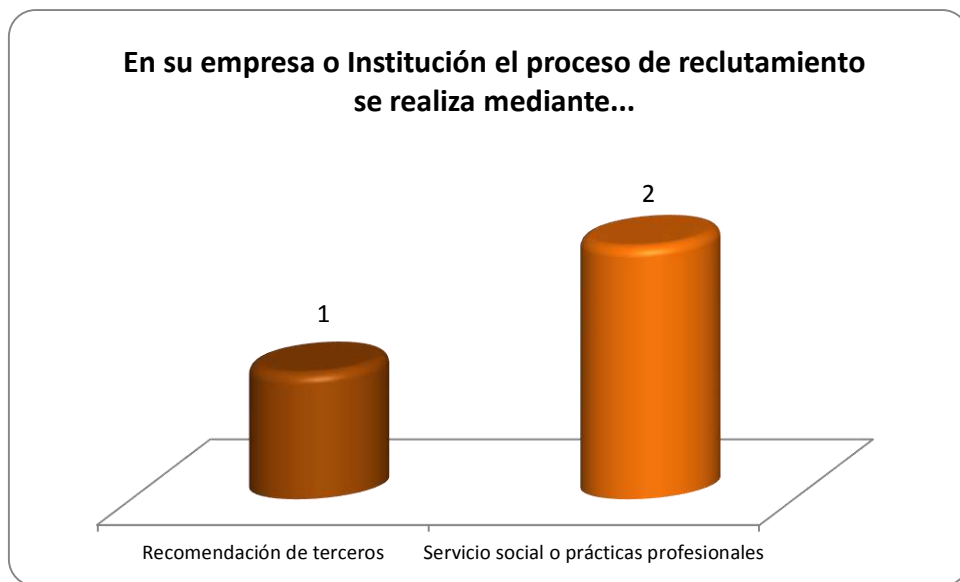 En su empresa o Institución el proceso de reclutamiento
se realiza mediante...
2
1
Recomendación de terceros
Servicio social o prácticas profesionales